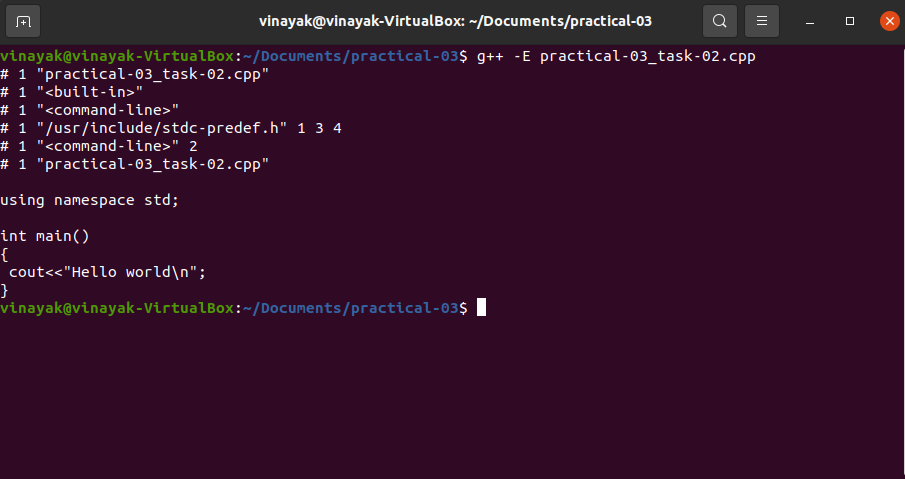 vinayak@vinayak-VirtualBox: ~/Documents/practical-03
vinayak@vinayak-VirtualBox:~/Documents/practical-03$ g++ -E practical-03_task-02.cpp
# 1 "practical-03_task-02.cpp"
# 1 "<built-in>"
# 1 "<command-line>"
# 1 "/usr/include/stdc-predef.h" 1 3 4
# 1 "<command-line>" 2
# 1 "practical-03_task-02.cpp"
using namespace std;
int main()
{
 cout<<"Hello world\n";
}
vinayak@vinayak-VirtualBox:~/Documents/practical-03$